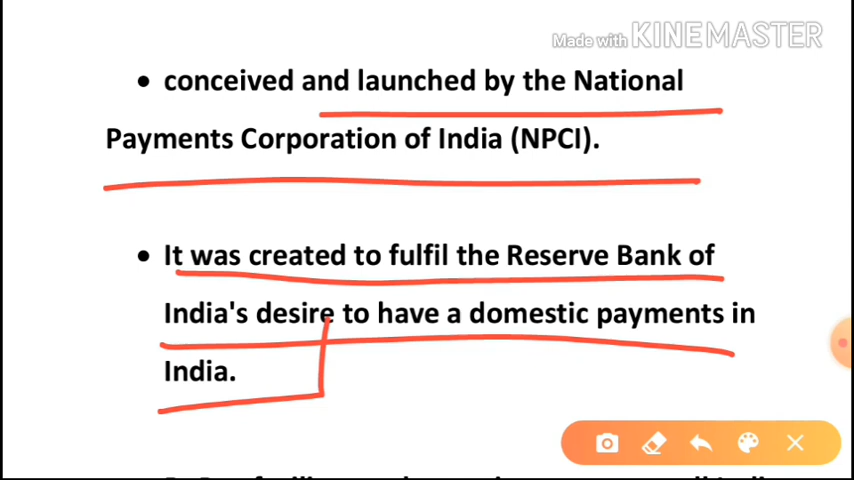 Made with KINEMASTER
• conceived and launched by the National
Payments Corporation of India (NPCI).
• It was created to fulfil the Reserve Bank of
India's desire to have a domestic payments in
India.